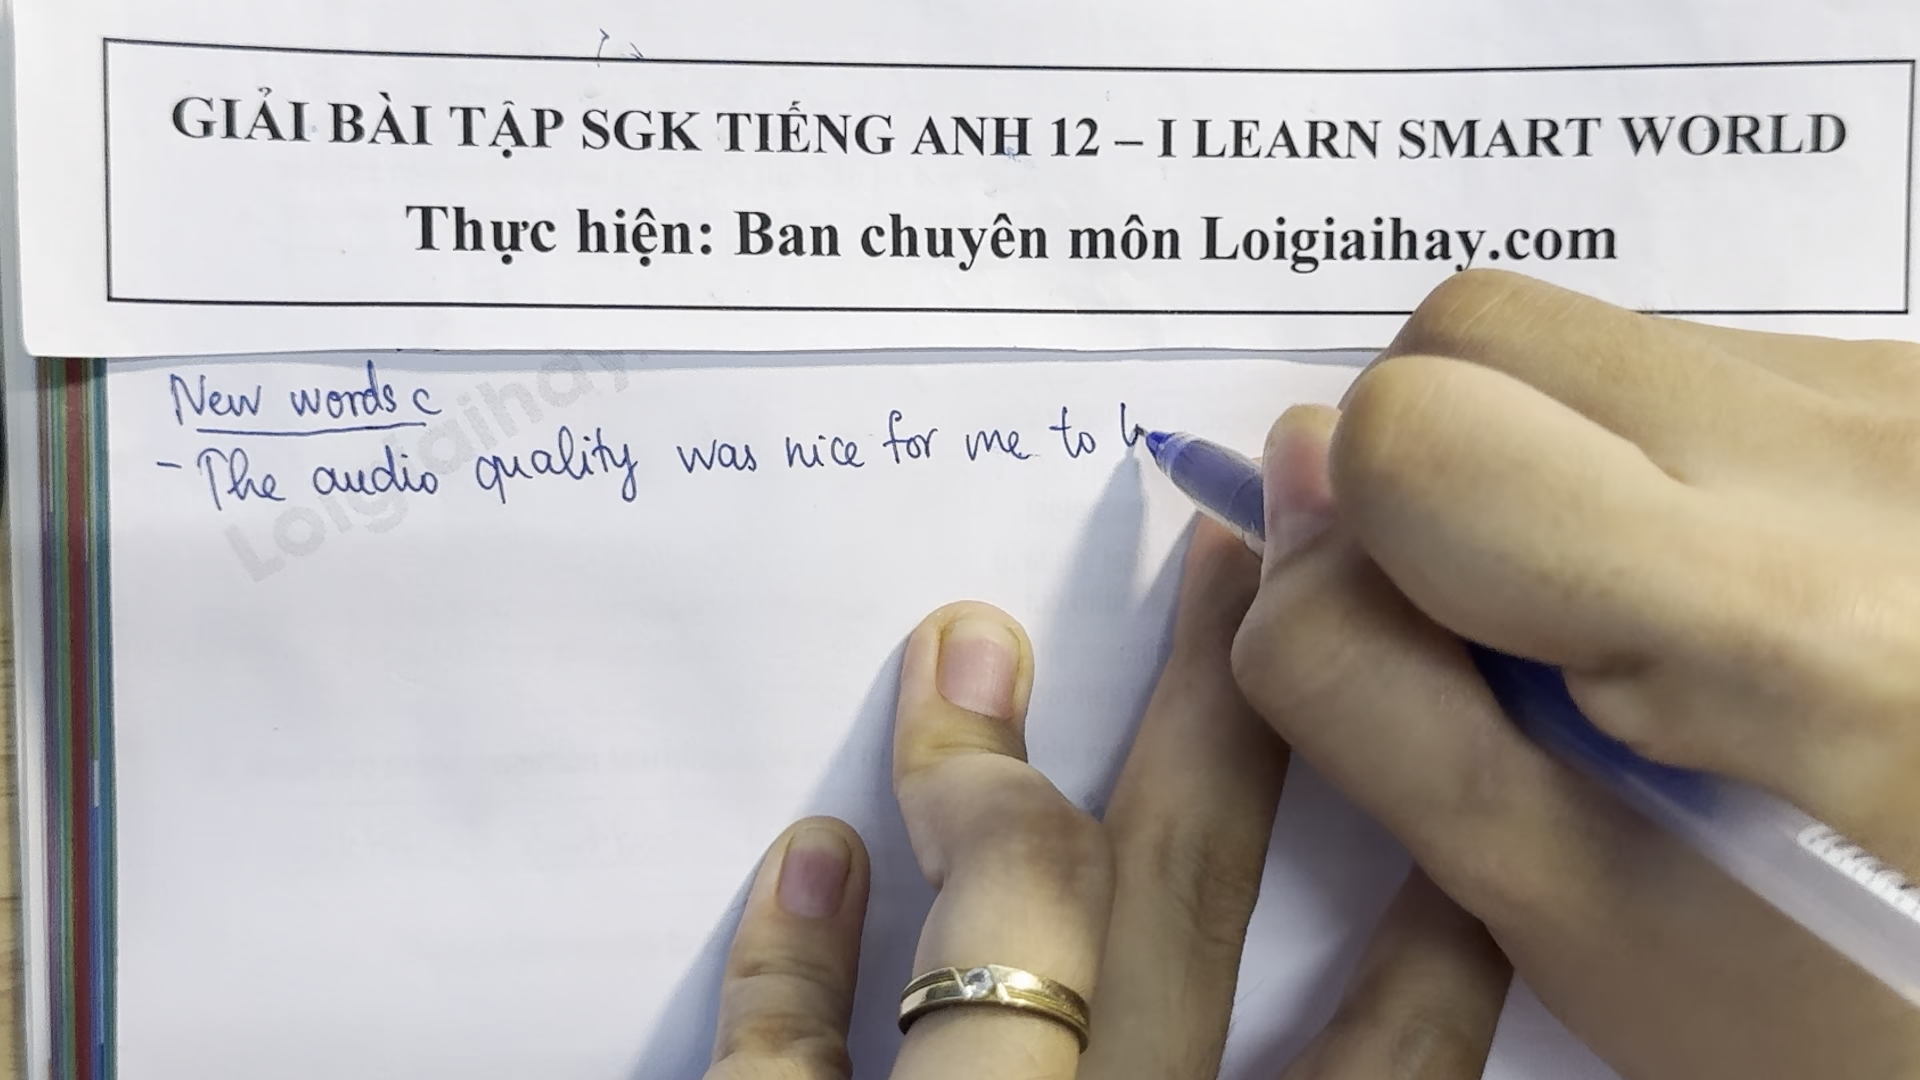 GIẢI BÀI TẬP SGK TIẾNG ANH 12 – I LEARN SMART WORLD
Thực hiện: Ban chuyên môn Loigiaihay.com
New words c
- The audio quality was nice for me to
Loigiaihay.